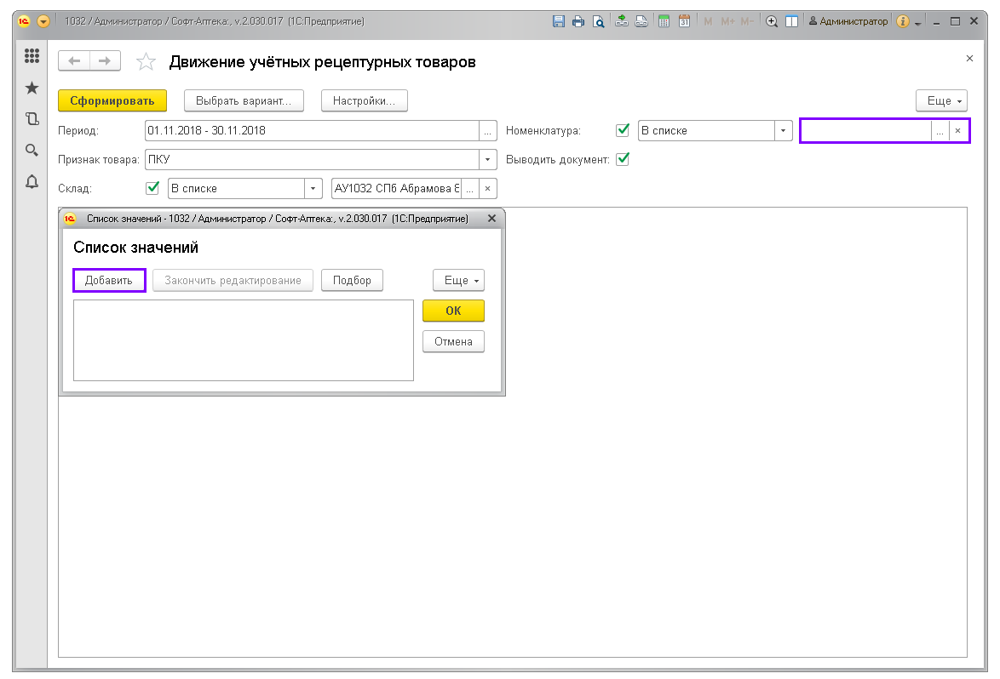 1032 / Администратор / Софт-Аптека:, v.2.030.017 (1С:Предприятие)
M M+ M- Администратор
Движение учётных рецептурных товаров
Сформировать Выбрать вариант... Настройки... Еще
Период: 01.11.2018 - 30.11.2018 ... Номенклатура: В списке ... ×
Признак товара: ПКУ Выводить документ:
Склад: В списке АУ1032 СПб Абрамова ... ×
Список значений - 1032 / Администратор / Софт-Аптека:, v.2.030.017 (1С:Предприятие)
Список значений
Добавить Закончить редактирование Подбор Еще
ОК
Отмена